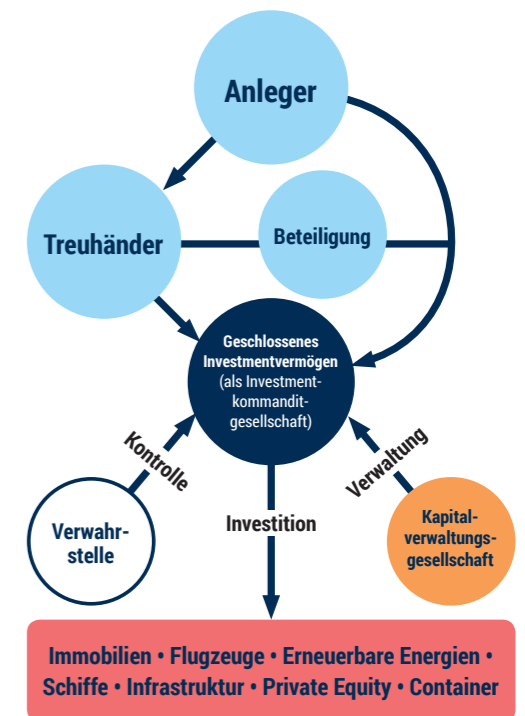 Anleger
Treuhänder
Beteiligung
Geschlossenes
Investmentvermögen
(als Investment-
kommandit-
gesellschaft)
Kontrolle
Verwaltung
Verwahr-
stelle
Investition
Kapital-
verwaltungs-
gesellschaft
Immobilien • Flugzeuge • Erneuerbare Energien •
Schiffe • Infrastruktur • Private Equity • Container